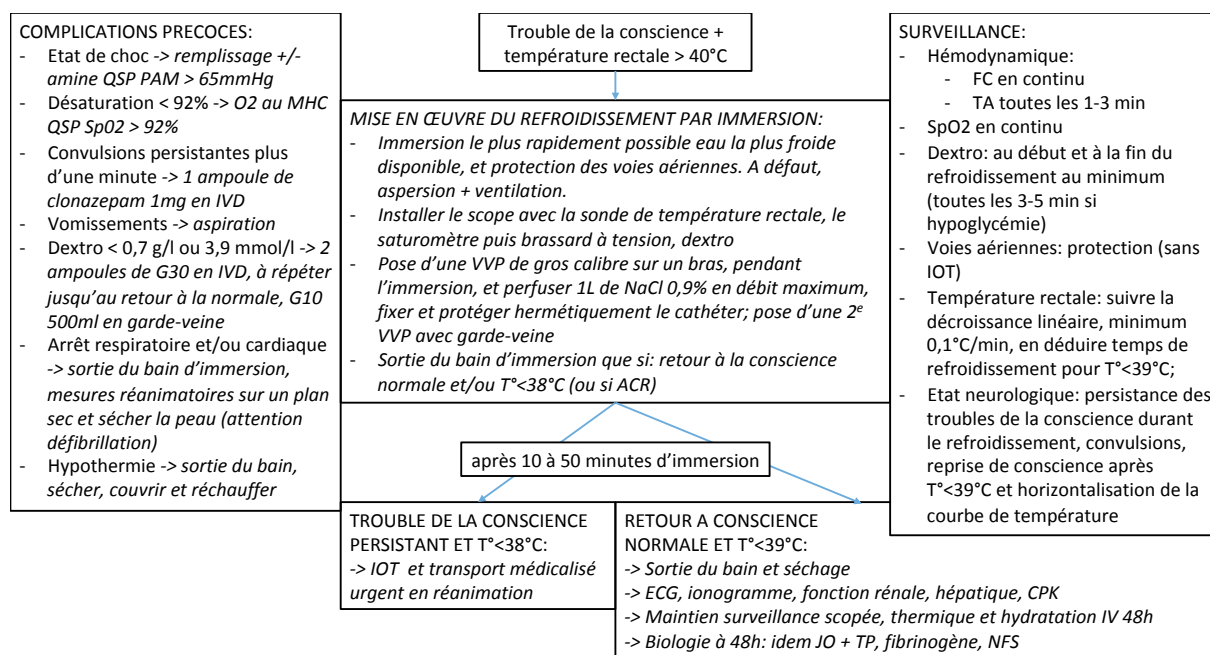 COMPLICATIONS PRECOCES:
- Etat de choc -> remplissage +/-
amine QSP PAM > 65mmHg
- Désaturation < 92% -> O2 au MHC
QSP Sp02 > 92%
- Convulsions persistantes plus
d’une minute -> 1 ampoule de
clonazepam 1mg en IVD
- Vomissements -> aspiration
- Dextro < 0,7 g/l ou 3,9 mmol/l -> 2
ampoules de G30 en IVD, à répéter
jusqu’au retour à la normale, G10
500ml en garde-veine
- Arrêt respiratoire et/ou cardiaque
-> sortie du bain d’immersion,
mesures réanimatoires sur un plan
sec et sécher la peau (attention
défibrillation)
- Hypothermie -> sortie du bain,
sécher, couvrir et réchauffer
Trouble de la conscience +
température rectale > 40°C
MISE EN ŒUVRE DU REFROIDISSEMENT PAR IMMERSION:
- Immersion le plus rapidement possible eau la plus froide
disponible, et protection des voies aériennes. A défaut,
aspersion + ventilation.
- Installer le scope avec la sonde de température rectale, le
saturomètre puis brassard à tension, dextro
- Pose d’une VVP de gros calibre sur un bras, pendant
l’immersion, et perfuser 1L de NaCl 0,9% en débit maximum,
fixer et protéger hermétiquement le cathéter; pose d’une 2e
VVP avec garde-veine
- Sortie du bain d’immersion que si: retour à la conscience
normale et/ou T°<38°C (ou si ACR)
après 10 à 50 minutes d’immersion
TROUBLE DE LA CONSCIENCE
PERSISTANT ET T°<38°C:
-> IOT et transport médicalisé
urgent en réanimation
RETOUR A CONSCIENCE
NORMALE ET T°<39°C:
-> Sortie du bain et séchage
-> ECG, ionogramme, fonction rénale, hépatique, CPK
-> Maintien surveillance scopée, thermique et hydratation IV 48h
-> Biologie à 48h: idem JO + TP, fibrinogène, NFS
SURVEILLANCE:
- Hémodynamique:
- FC en continu
- TA toutes les 1-3 min
- SpO2 en continu
- Dextro: au début et à la fin du
refroidissement au minimum
(toutes les 3-5 min si
hypoglycémie)
- Voies aériennes: protection (sans
IOT)
- Température rectale: suivre la
décroissance linéaire, minimum
0,1°C/min, en déduire temps de
refroidissement pour T°<39°C;
- Etat neurologique: persistance des
troubles de la conscience durant
le refroidissement, convulsions,
reprise de conscience après
T°<39°C et horizontalisation de la
courbe de température